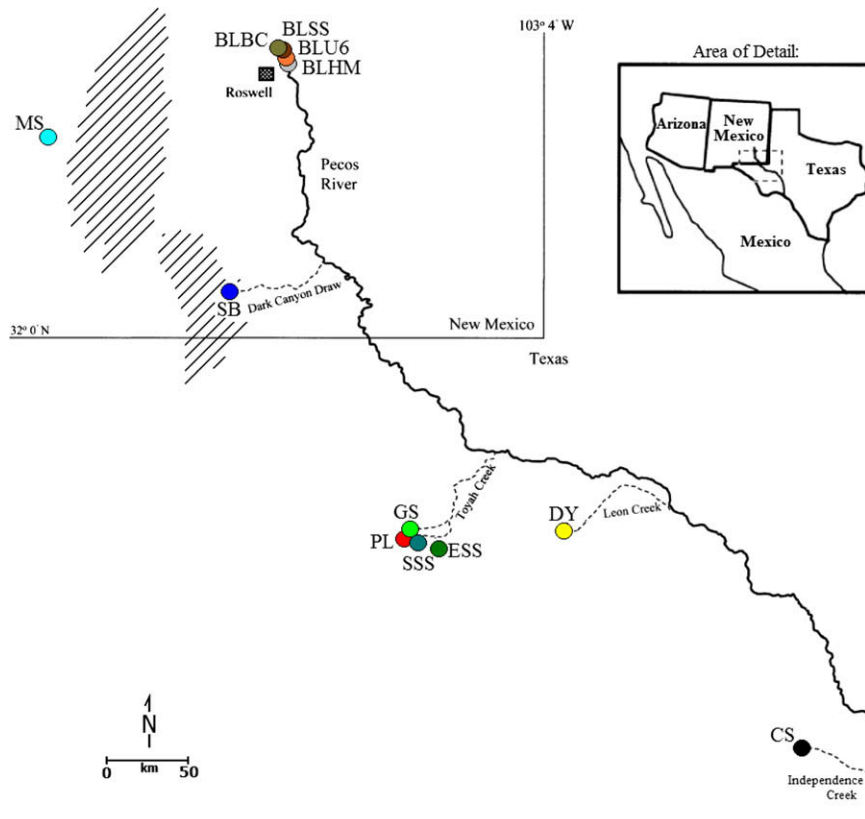 103° 4' W
BLSS
BLBC
BLU6
BLHM
Roswell
MS
Pecos
River
SB
Dark Canyon Draw
32° 0' N
New Mexico
Texas
Area of Detail:
Arizona
New
Mexico
Texas
Mexico
GS
Toyah Creek
PL
SSS
ESS
DY
Leon Creek
N
0 km 50
CS
Independence
Creek